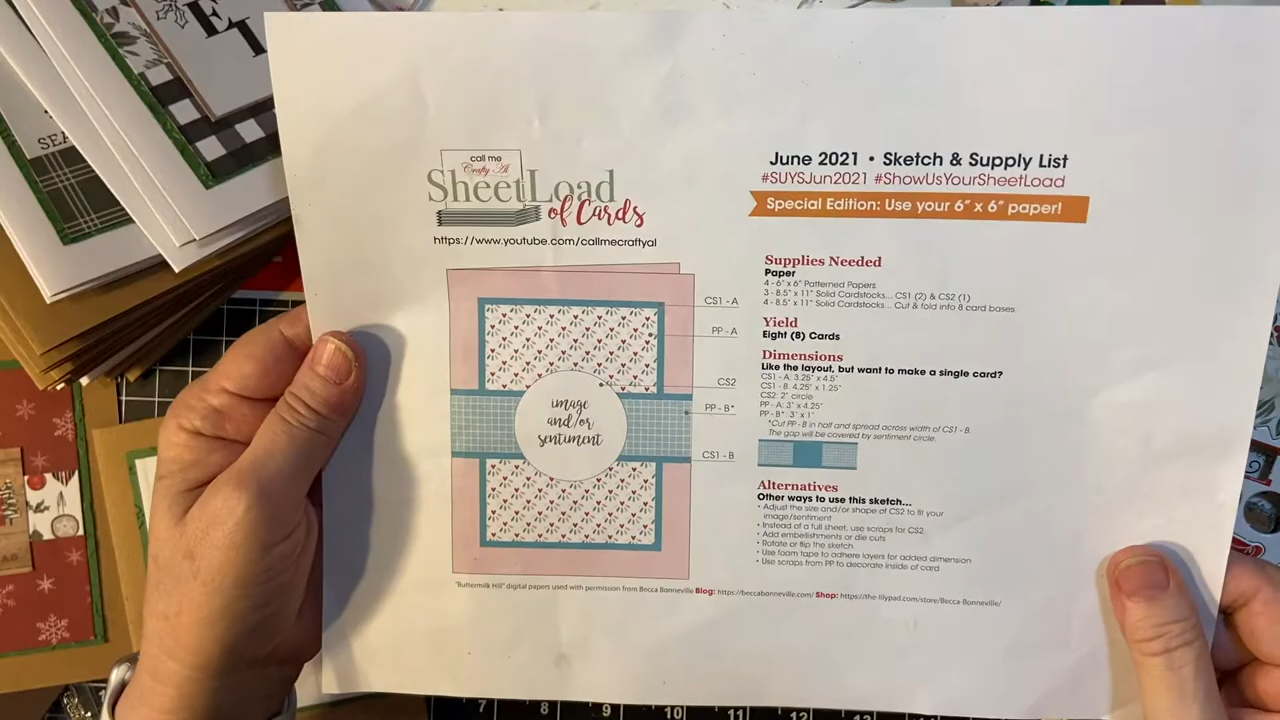 call me
Crafty Al
SheetLoad
of Cards
https://www.youtube.com/callmecraftyal
CS1 - A
PP - A
CS2
PP - B*
CS1 - B
image
and/or
sentiment
June 2021 • Sketch & Supply List
#SUYSJun2021 #ShowUsYourSheetLoad
Special Edition: Use your 6" x 6" paper!
Supplies Needed
Paper
4 - 6" x 6" Patterned Papers
3 - 8.5" x 11" Solid Cardstocks... CS1 (2) & CS2 (1)
4 - 8.5" x 11" Solid Cardstocks... Cut & fold into 8 card bases
Yield
Eight (8) Cards
Dimensions
Like the layout, but want to make a single card?
CS1 - A: 3.25" x 4.5"
CS1 - B: 4.25" x 1.25"
CS2: 2" circle
PP - A: 3" x 4.25"
PP - B*: 3" x 1"
*Cut PP - B in half and spread across width of CS1 - B.
The gap will be covered by sentiment circle.
Alternatives
Other ways to use this sketch...
• Adjust the size and/or shape of CS2 to fit your
image/sentiment
• Instead of a full sheet, use scraps for CS2
• Add embellishments or die cuts
• Rotate or flip the sketch
• Use foam tape to adhere layers for added dimension
• Use scraps from PP to decorate inside of card
"Buttermilk Hill" digital papers used with permission from Becca Bonneville Blog: https://beccabonneville.com/ Shop: https://the-lilypad.com/store/Becca-Bonneville/
7 8 9 10 11 12 13